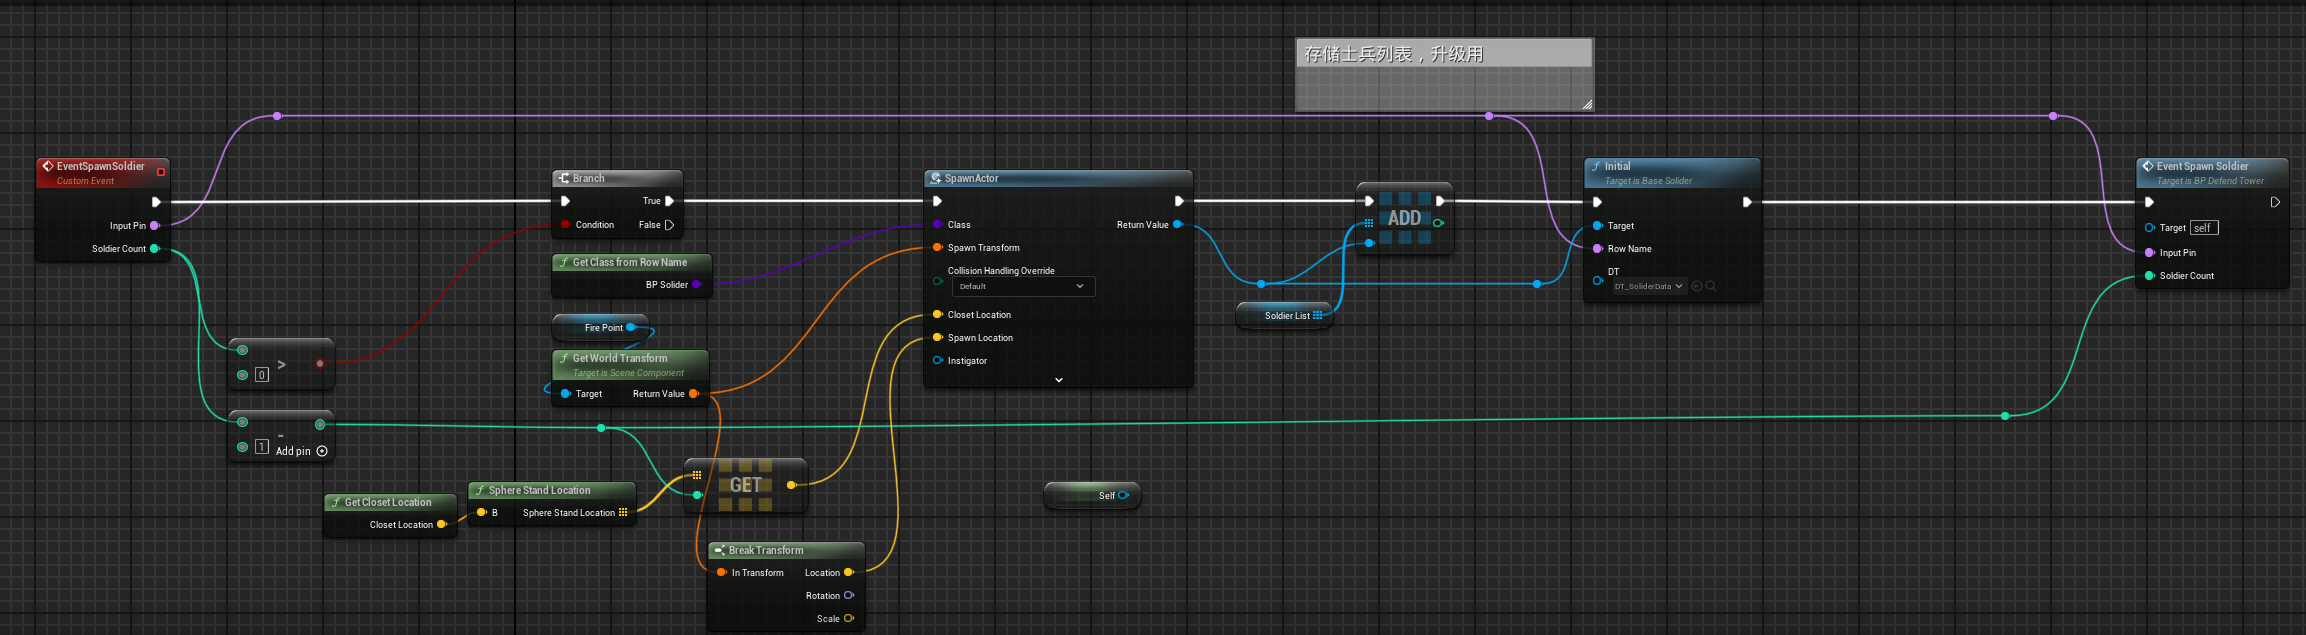 存储士兵列表，升级用
EventSpawnSoldier
Custom Event
Input Pin
Soldier Count
Branch
True
Condition
False
Get Class from Row Name
BP Solider
Fire Point
Get World Transform
Target is Scene Component
Target
Return Value
>
0
-
1
Add pin
Get Closet Location
Closet Location
Sphere Stand Location
B
Sphere Stand Location
GET
Break Transform
In Transform
Location
Rotation
Scale
SpawnActor
Class
Return Value
Spawn Transform
Collision Handling Override
Default
Closet Location
Spawn Location
Instigator
Self
ADD
Soldier List
Initial
Target is Base Solider
Target
Row Name
DT
DT_SoliderData
Event Spawn Soldier
Target is BP Defend Tower
Target
self
Input Pin
Soldier Count